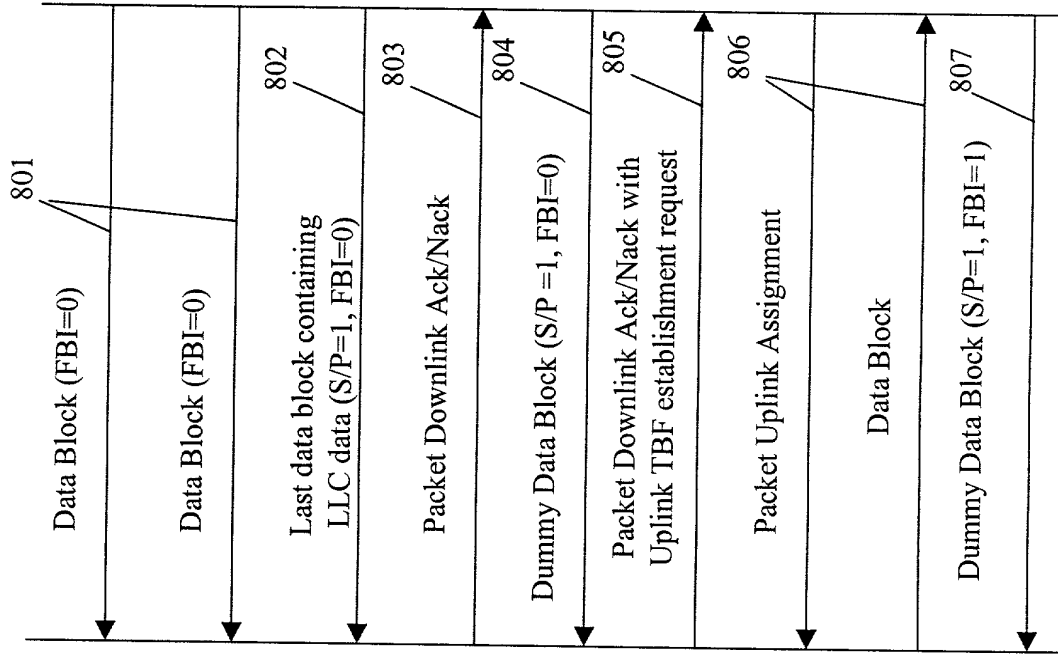 801
Data Block (FBI=0)
Data Block (FBI=0)
802
Last data block containing
LLC data (S/P=1, FBI=0)
803
Packet Downlink Ack/Nack
804
Dummy Data Block (S/P =1, FBI=0)
805
Packet Downlink Ack/Nack with
Uplink TBF establishment request
806
Packet Uplink Assignment
Data Block
807
Dummy Data Block (S/P=1, FBI=1)